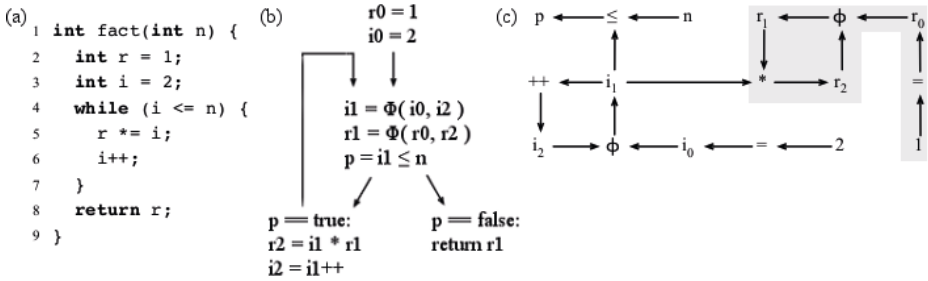 (a)
1 int fact(int n) {
2 int r = 1;
3 int i = 2;
4 while (i <= n) {
5 r *= i;
6 i++;
7 }
8 return r;
9 }
(b)
r0 = 1
i0 = 2
i1 = Φ( i0, i2 )
r1 = Φ( r0, r2 )
p = i1 ≤ n
p == true:
r2 = i1 * r1
i2 = i1++
p == false:
return r1
(c)
p ≤ n r₁ ϕ r₀
++ i₁ * r₂ =
i₂ ϕ i₀ = 2 1